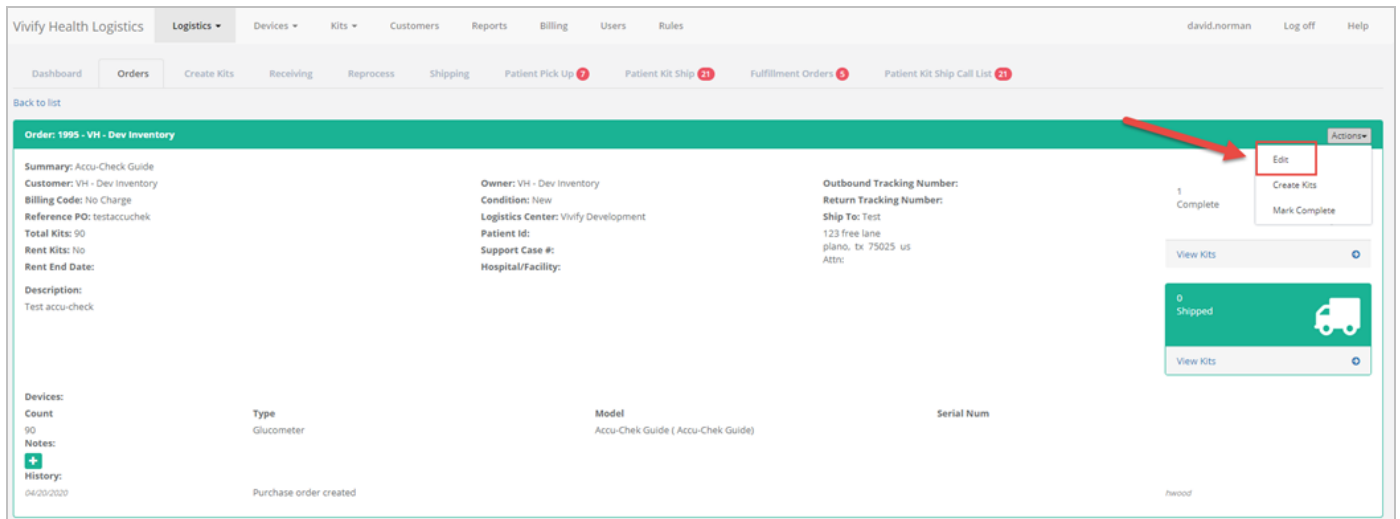 Vivify Health Logistics Logistics Devices Kits Customers Reports Billing Users Rules david.norman Log off Help
Dashboard Orders Create Kits Receiving Reprocess Shipping Patient Pick Up 7 Patient Kit Ship 21 Fulfillment Orders 5 Patient Kit Ship Call List 21
Back to list
Order: 1995 - VH - Dev Inventory Actions
Edit
Create Kits
Mark Complete
Summary: Accu-Check Guide
Customer: VH - Dev Inventory
Billing Code: No Charge
Reference PO: testaccuchek
Total Kits: 90
Rent Kits: No
Rent End Date:
Owner: VH - Dev Inventory
Condition: New
Logistics Center: Vivify Development
Patient Id:
Support Case #:
Hospital/Facility:
Outbound Tracking Number:
Return Tracking Number:
Ship To: Test
123 free lane
plano, tx 75025 us
Attn:
1
Complete
View Kits
0
Shipped
View Kits
Description:
Test accu-check
Devices:
Count Type Model Serial Num
90 Glucometer Accu-Chek Guide ( Accu-Chek Guide)
Notes:
History:
04/20/2020 Purchase order created hwood